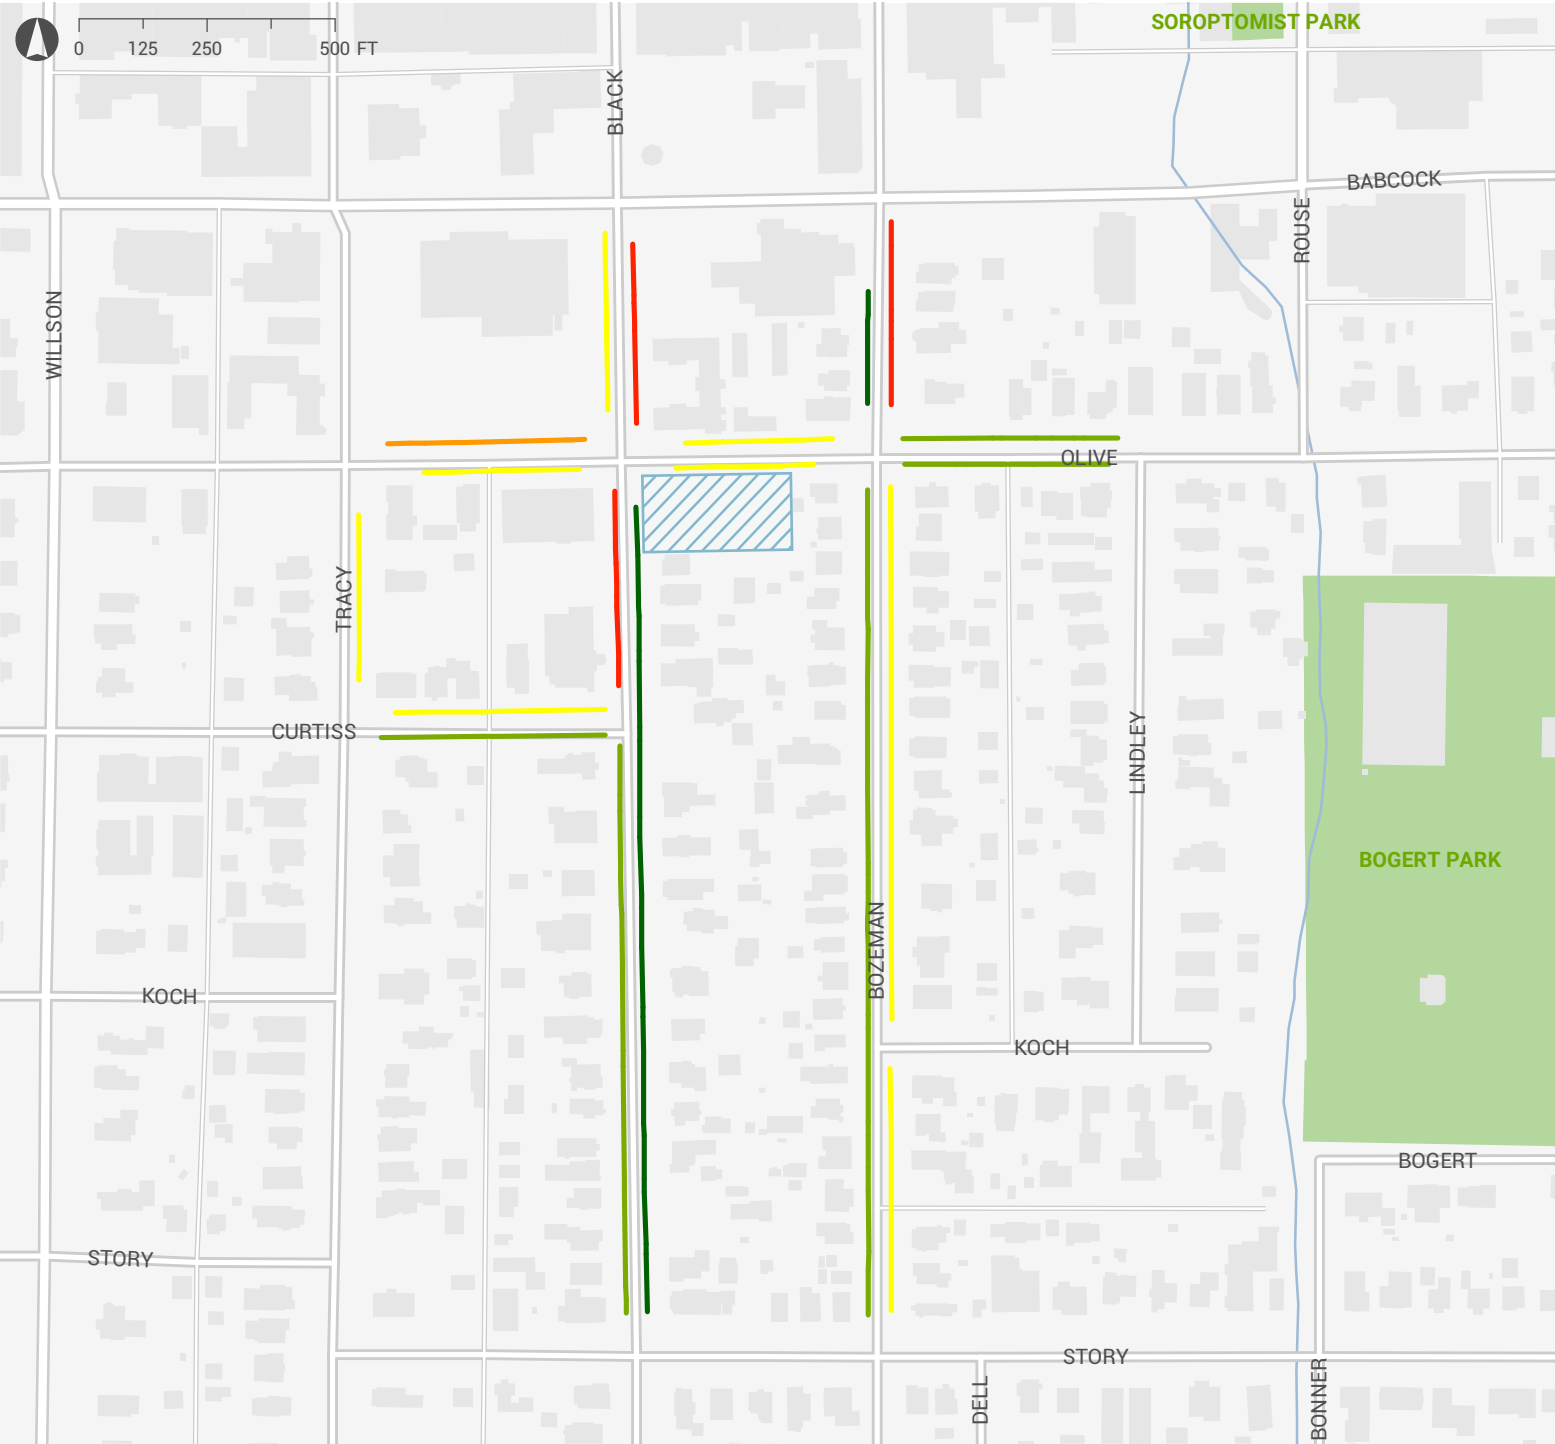 SOROPTOMIST PARK
0 125 250 500 FT
BLACK
BABCOCK
ROUSE
WILLSON
OLIVE
TRACY
CURTISS
LINDLEY
BOGERT PARK
BOZEMAN
KOCH
KOCH
BOGERT
STORY
STORY
DELL
BONNER